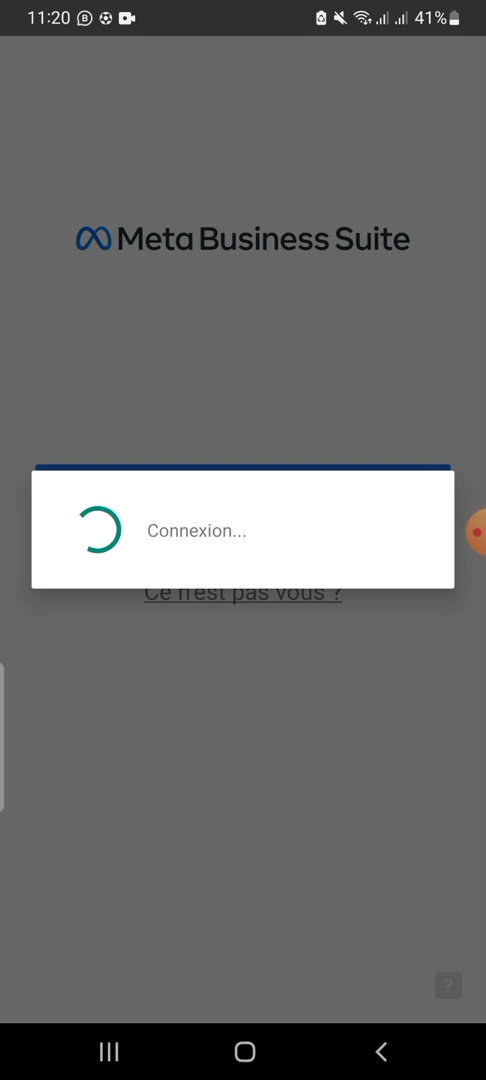 11:20 41%
Meta Business Suite
Connexion...
Ce n'est pas vous ?
?